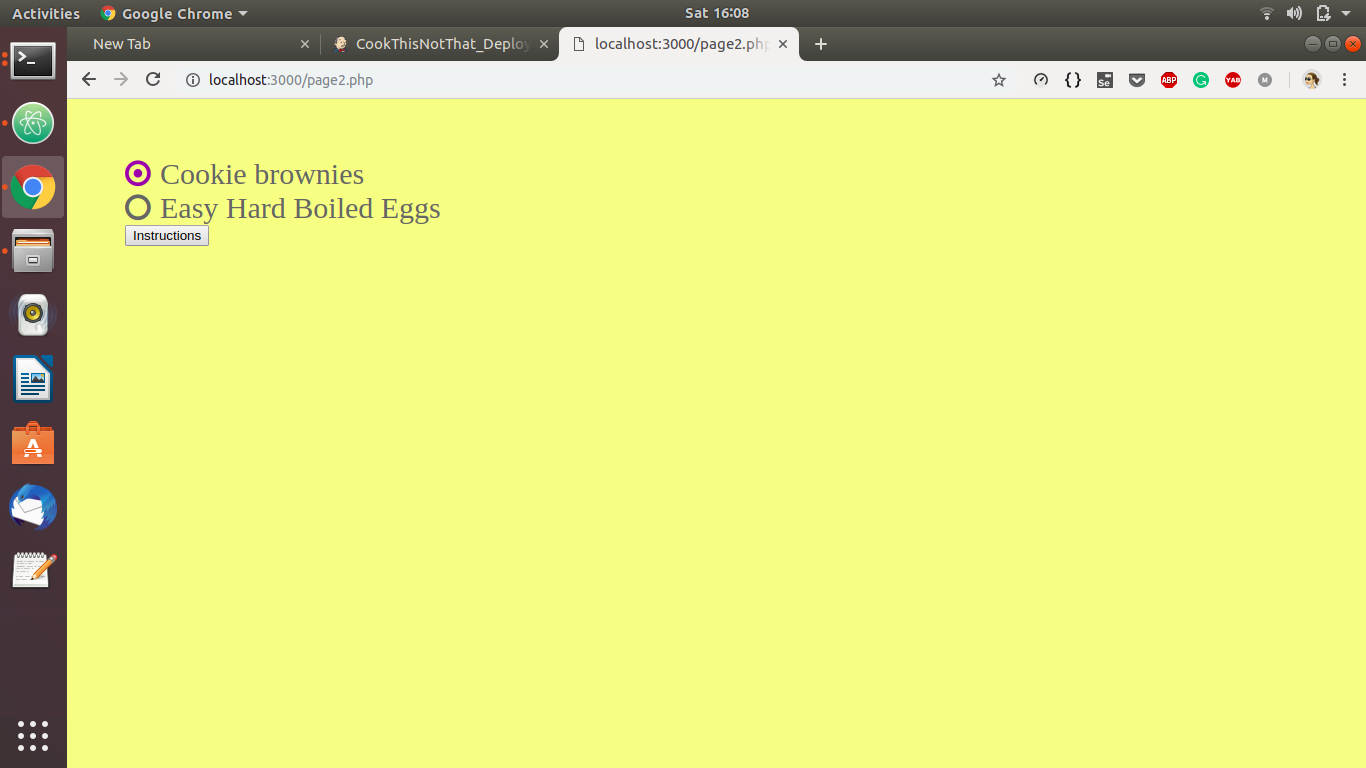 Activities Google Chrome Sat 16:08
New Tab CookThisNotThat_Deploy localhost:3000/page2.php
localhost:3000/page2.php Se ABP YAB M
Cookie brownies
Easy Hard Boiled Eggs
Instructions